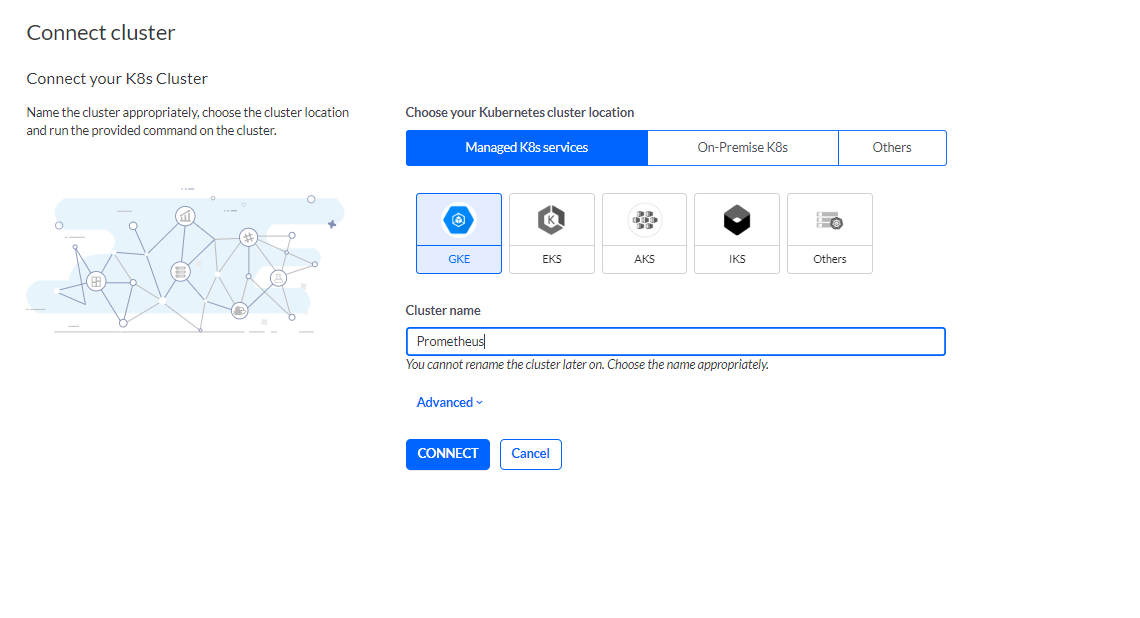 Connect cluster
Connect your K8s Cluster
Name the cluster appropriately, choose the cluster location
and run the provided command on the cluster.
Choose your Kubernetes cluster location
Managed K8s services
On-Premise K8s
Others
K
GKE
EKS
AKS
IKS
Others
Cluster name
Prometheus
You cannot rename the cluster later on. Choose the name appropriately.
Advanced
CONNECT
Cancel